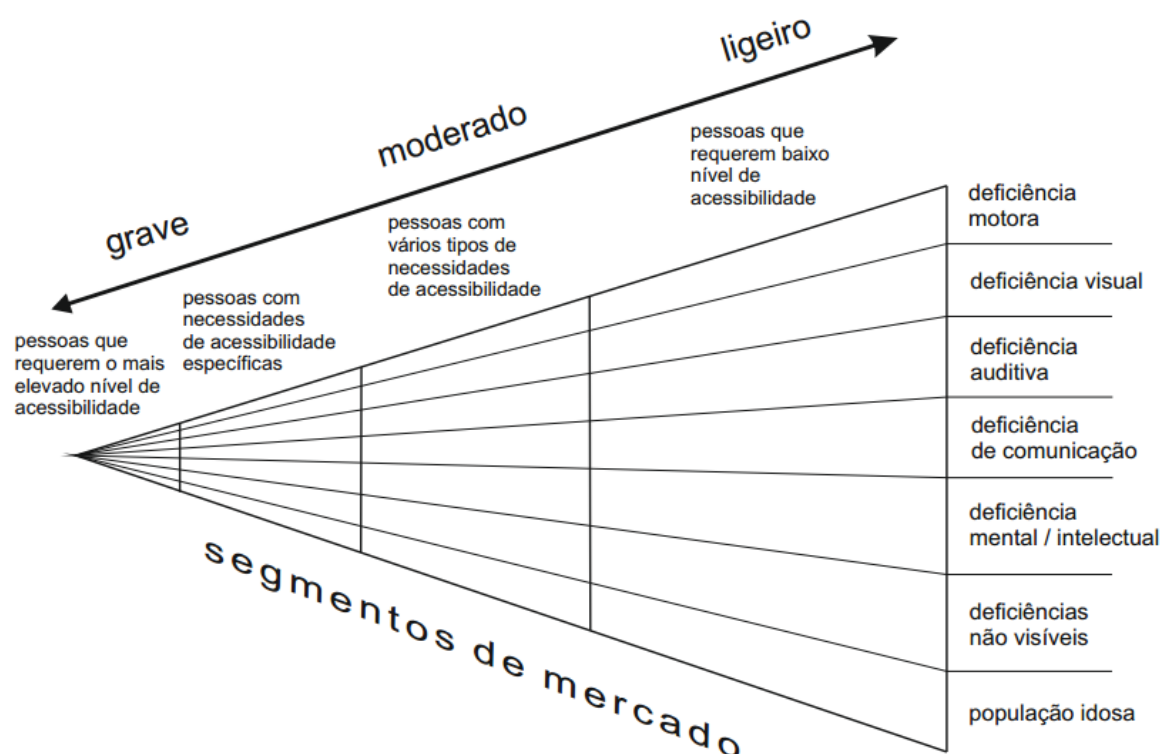 ligeiro
moderado
grave
pessoas que
requerem baixo
nível de
acessibilidade
pessoas com
vários tipos de
necessidades
de acessibilidade
pessoas com
necessidades
de acessibilidade
específicas
pessoas que
requerem o mais
elevado nível de
acessibilidade
deficiência
motora
deficiência visual
deficiência
auditiva
deficiência
de comunicação
deficiência
mental / intelectual
deficiências
não visíveis
população idosa
segmentos de mercado